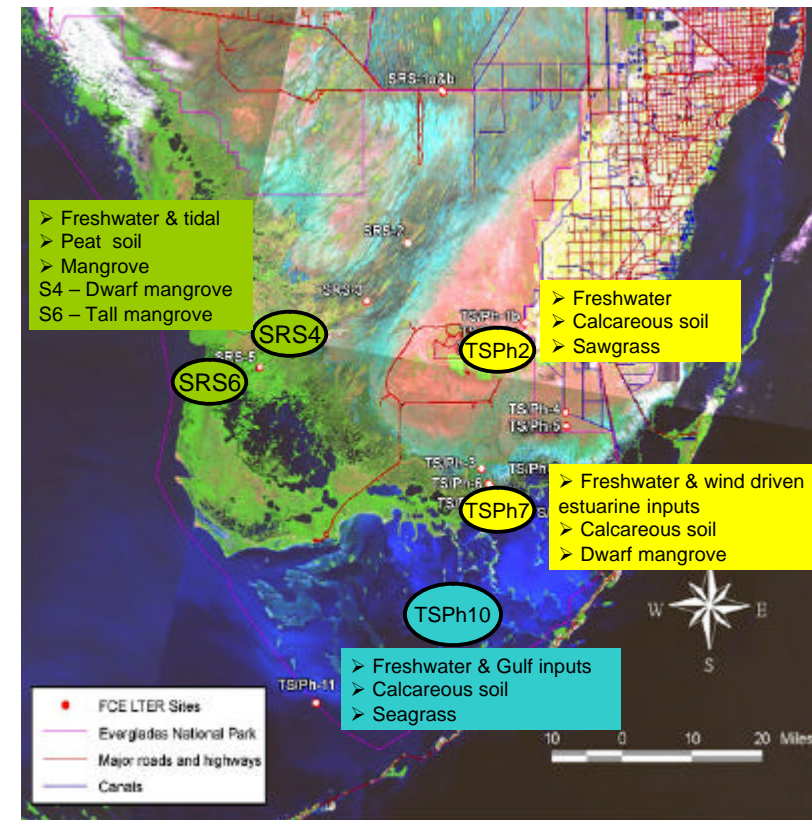 SRS-1a&b
➢ Freshwater & tidal
➢ Peat soil
➢ Mangrove
S4 – Dwarf mangrove
S6 – Tall mangrove
SRS-2
SRS-3
➢ Freshwater
➢ Calcareous soil
➢ Sawgrass
TS/Ph-1b
SRS4
TSPh2
SRS-5
SRS6
TS/Ph-4
TS/Ph-5
TS/Ph-3
TS/Ph-6
➢ Freshwater & wind driven
estuarine inputs
➢ Calcareous soil
➢ Dwarf mangrove
TSPh7
TSPh10
W E
S
➢ Freshwater & Gulf inputs
➢ Calcareous soil
➢ Seagrass
TS/Ph-11
FCE LTER Sites
Everglades National Park
Major roads and highways
Canals
10 0 10 20 Miles